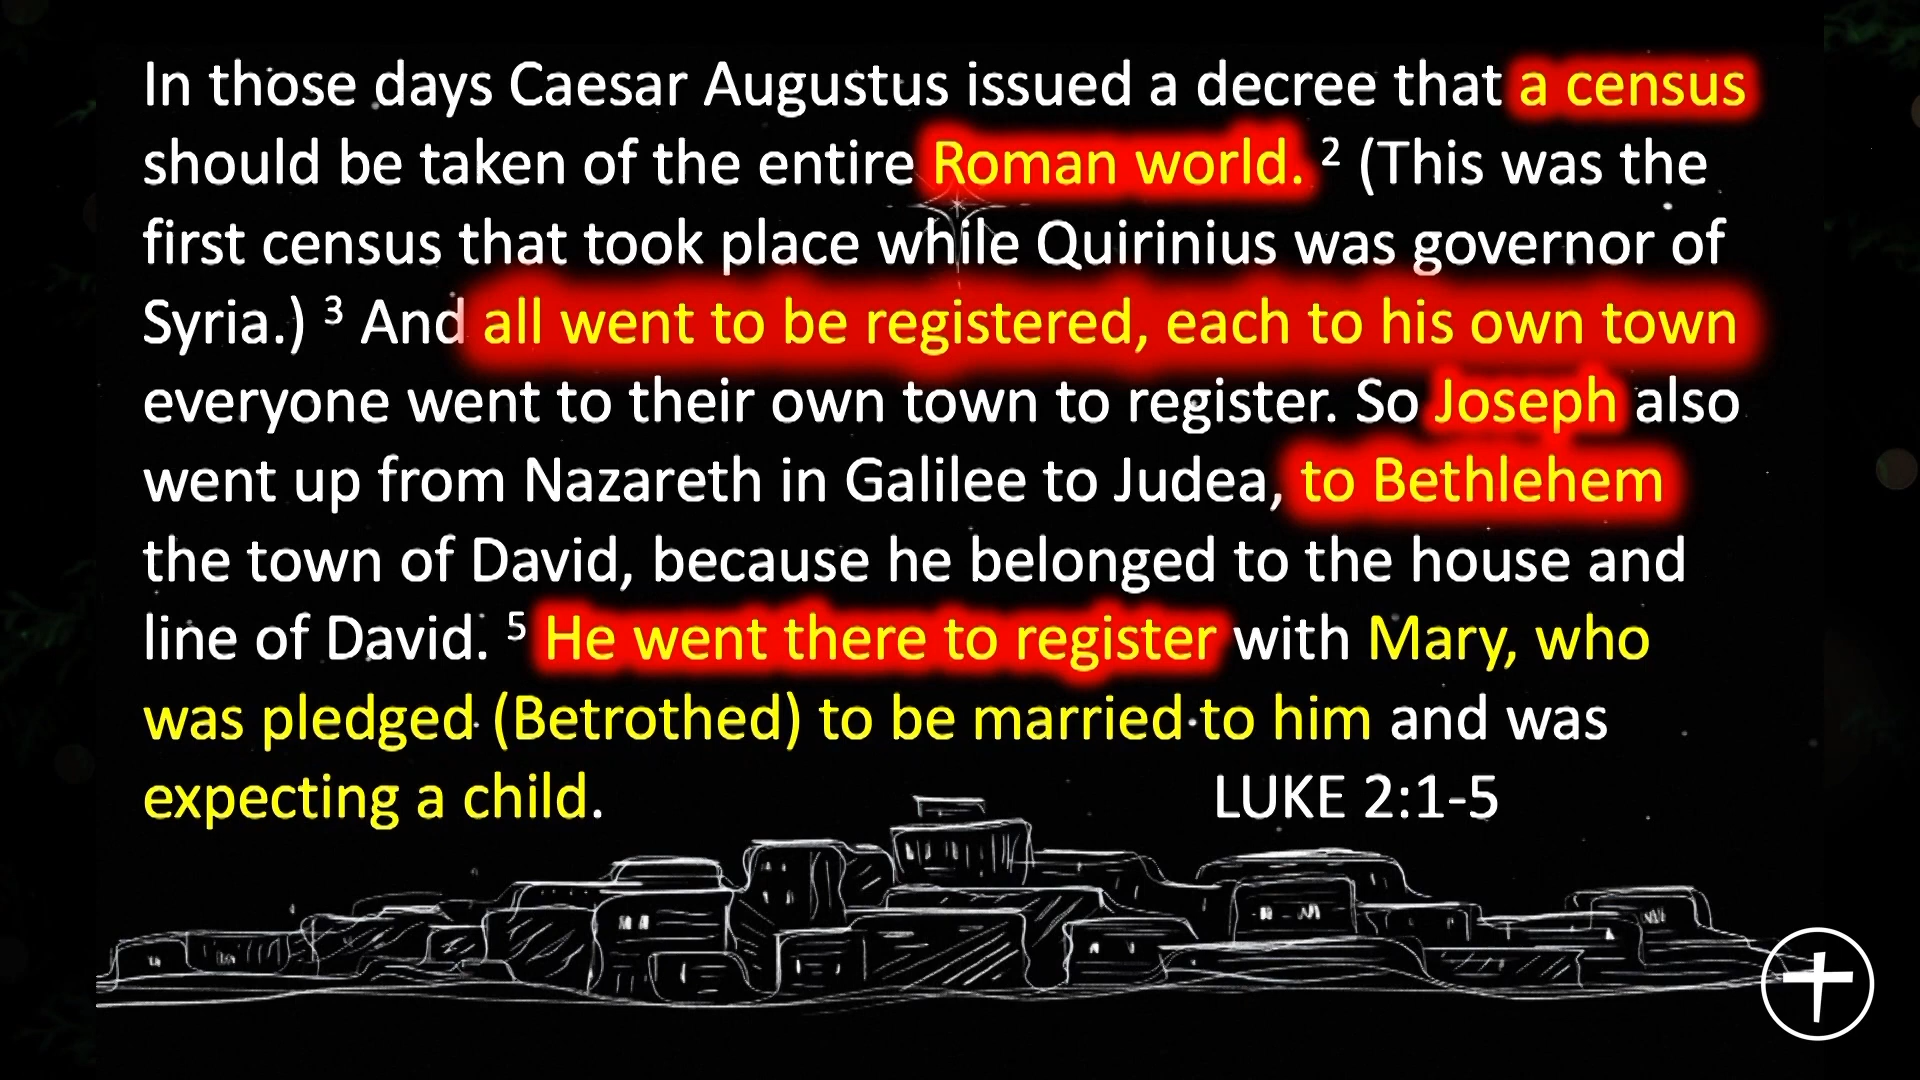 In those days Caesar Augustus issued a decree that a census
should be taken of the entire Roman world. ² (This was the
first census that took place while Quirinius was governor of
Syria.) ³ And all went to be registered, each to his own town
everyone went to their own town to register. So Joseph also
went up from Nazareth in Galilee to Judea, to Bethlehem
the town of David, because he belonged to the house and
line of David. ⁵ He went there to register with Mary, who
was pledged (Betrothed) to be married to him and was
expecting a child. LUKE 2:1-5